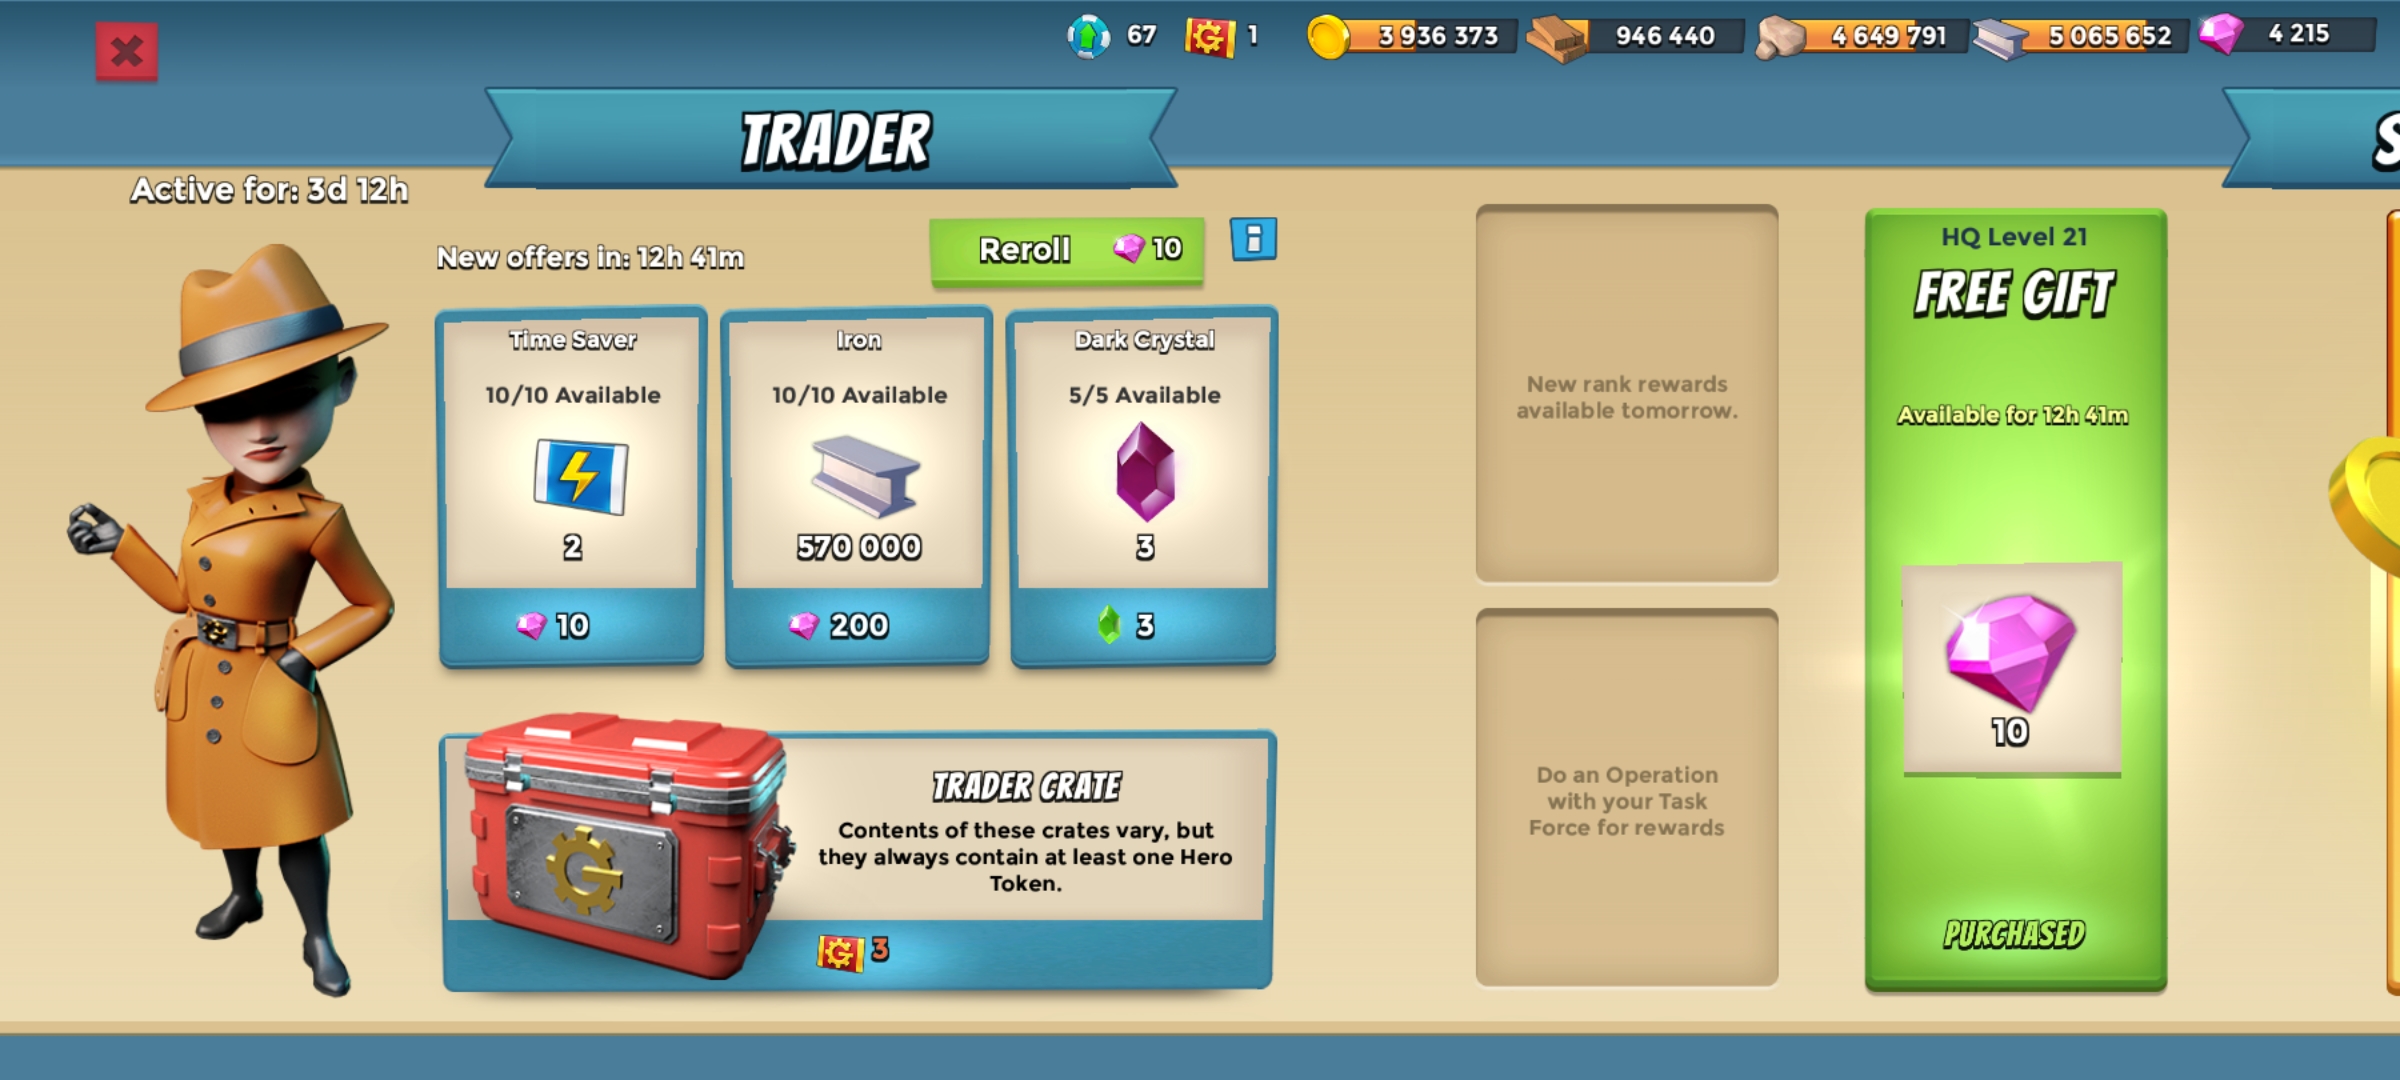 67
1
3 936 373
946 440
4 649 791
5 065 652
4 215
TRADER
Active for: 3d 12h
New offers in: 12h 41m
Reroll 10
Time Saver
10/10 Available
2
10
Iron
10/10 Available
570 000
200
Dark Crystal
5/5 Available
3
3
TRADER CRATE
Contents of these crates vary, but
they always contain at least one Hero
Token.
G
3
New rank rewards
available tomorrow.
Do an Operation
with your Task
Force for rewards
HQ Level 21
FREE GIFT
Available for 12h 41m
10
PURCHASED